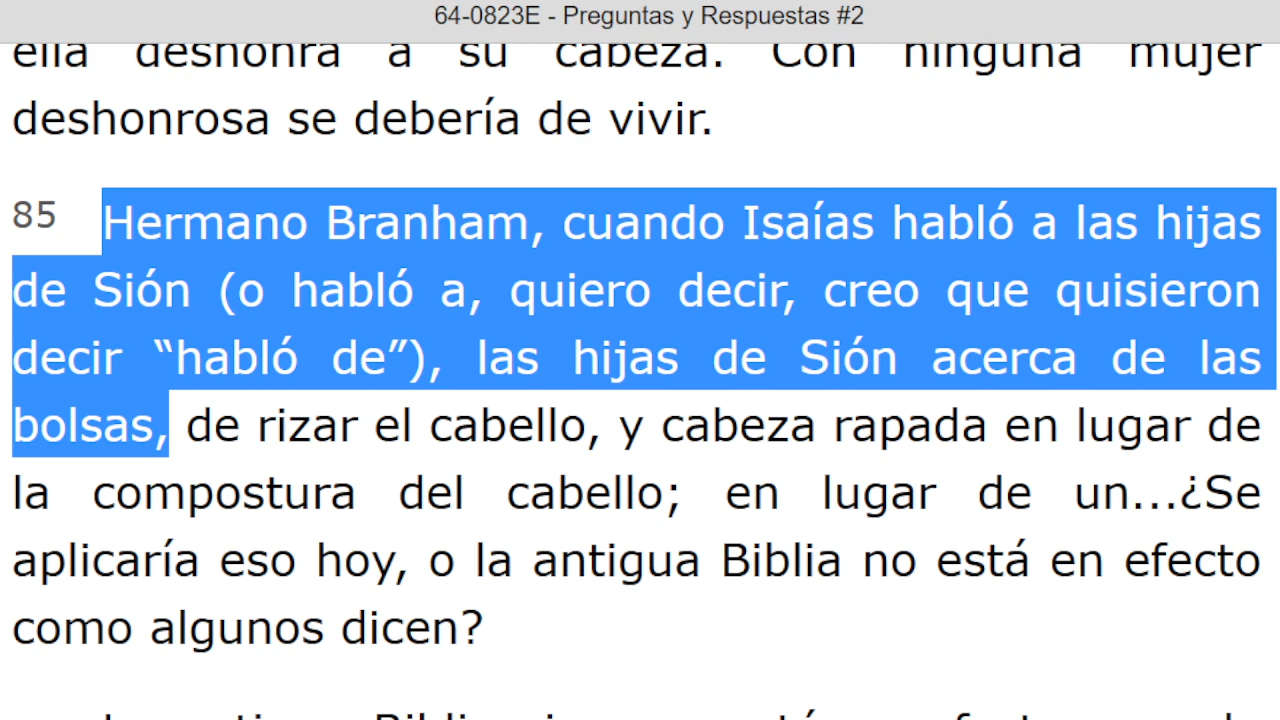 64-0823E - Preguntas y Respuestas #2
ella deshonra a su cabeza. Con ninguna mujer
deshonrosa se debería de vivir.
85 Hermano Branham, cuando Isaías habló a las hijas
de Sión (o habló a, quiero decir, creo que quisieron
decir “habló de”), las hijas de Sión acerca de las
bolsas, de rizar el cabello, y cabeza rapada en lugar de
la compostura del cabello; en lugar de un...¿Se
aplicaría eso hoy, o la antigua Biblia no está en efecto
como algunos dicen?